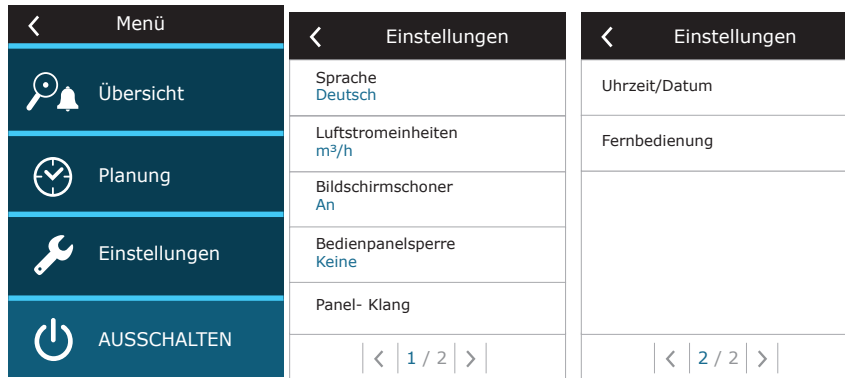 Menü
Übersicht
Planung
Einstellungen
AUSSCHALTEN
Einstellungen
Sprache
Deutsch
Luftstromeinheiten
m³/h
Bildschirmschoner
An
Bedienpanelsperre
Keine
Panel- Klang
1 / 2
Einstellungen
Uhrzeit/Datum
Fernbedienung
2 / 2